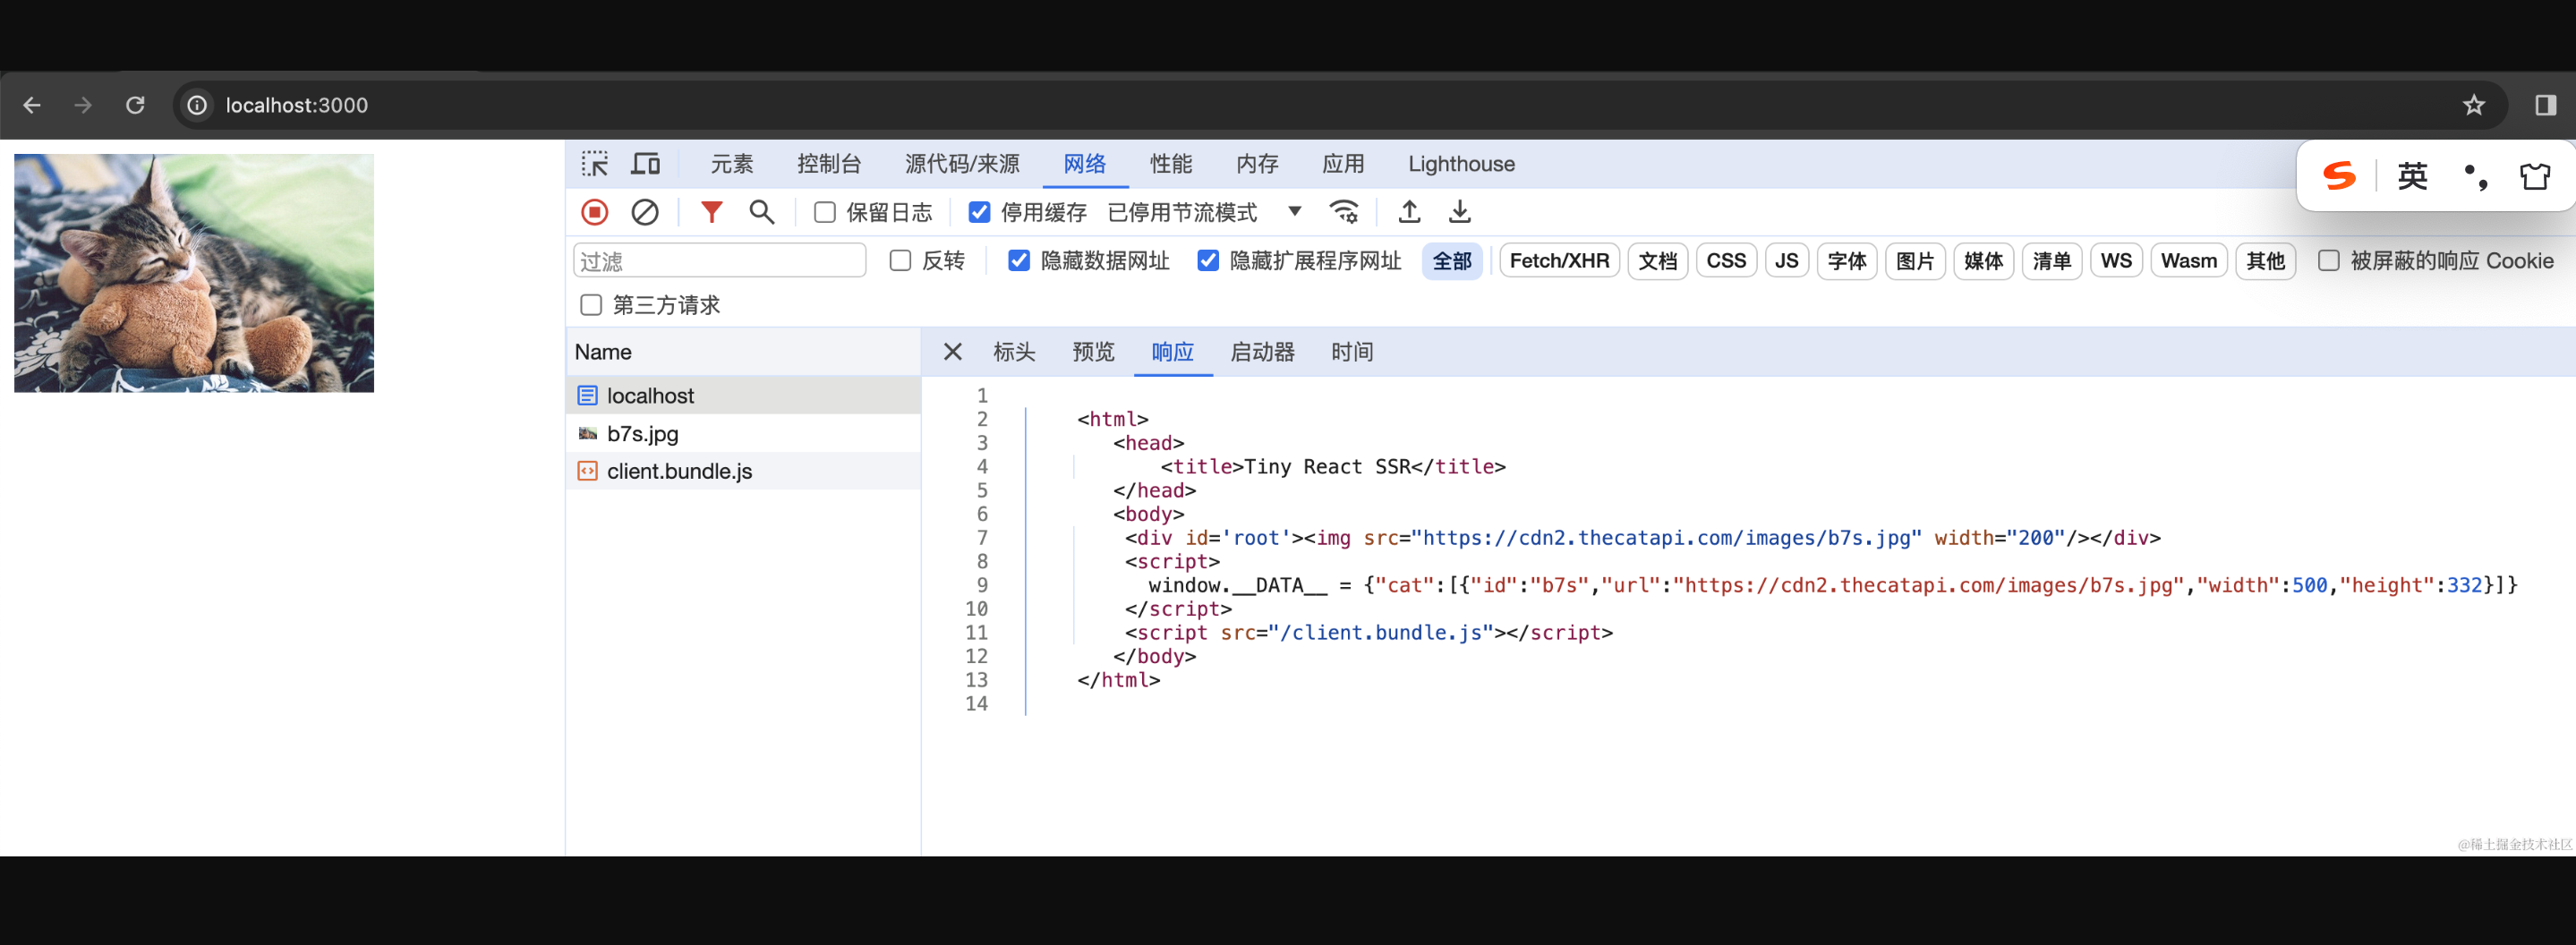 localhost:3000
元素 控制台 源代码/来源 网络 性能 内存 应用 Lighthouse
英
保留日志 停用缓存 已停用节流模式
过滤 反转 隐藏数据网址 隐藏扩展程序网址 全部 Fetch/XHR 文档 CSS JS 字体 图片 媒体 清单 WS Wasm 其他 被屏蔽的响应 Cookie
第三方请求
Name
localhost
b7s.jpg
client.bundle.js
标头 预览 响应 启动器 时间
1
2 <html>
3 <head>
4 <title>Tiny React SSR</title>
5 </head>
6 <body>
7 <div id='root'><img src="https://cdn2.thecatapi.com/images/b7s.jpg" width="200"/></div>
8 <script>
9 window.__DATA__ = {"cat":[{"id":"b7s","url":"https://cdn2.thecatapi.com/images/b7s.jpg","width":500,"height":332}]}
10 </script>
11 <script src="/client.bundle.js"></script>
12 </body>
13 </html>
14
@稀土掘金技术社区